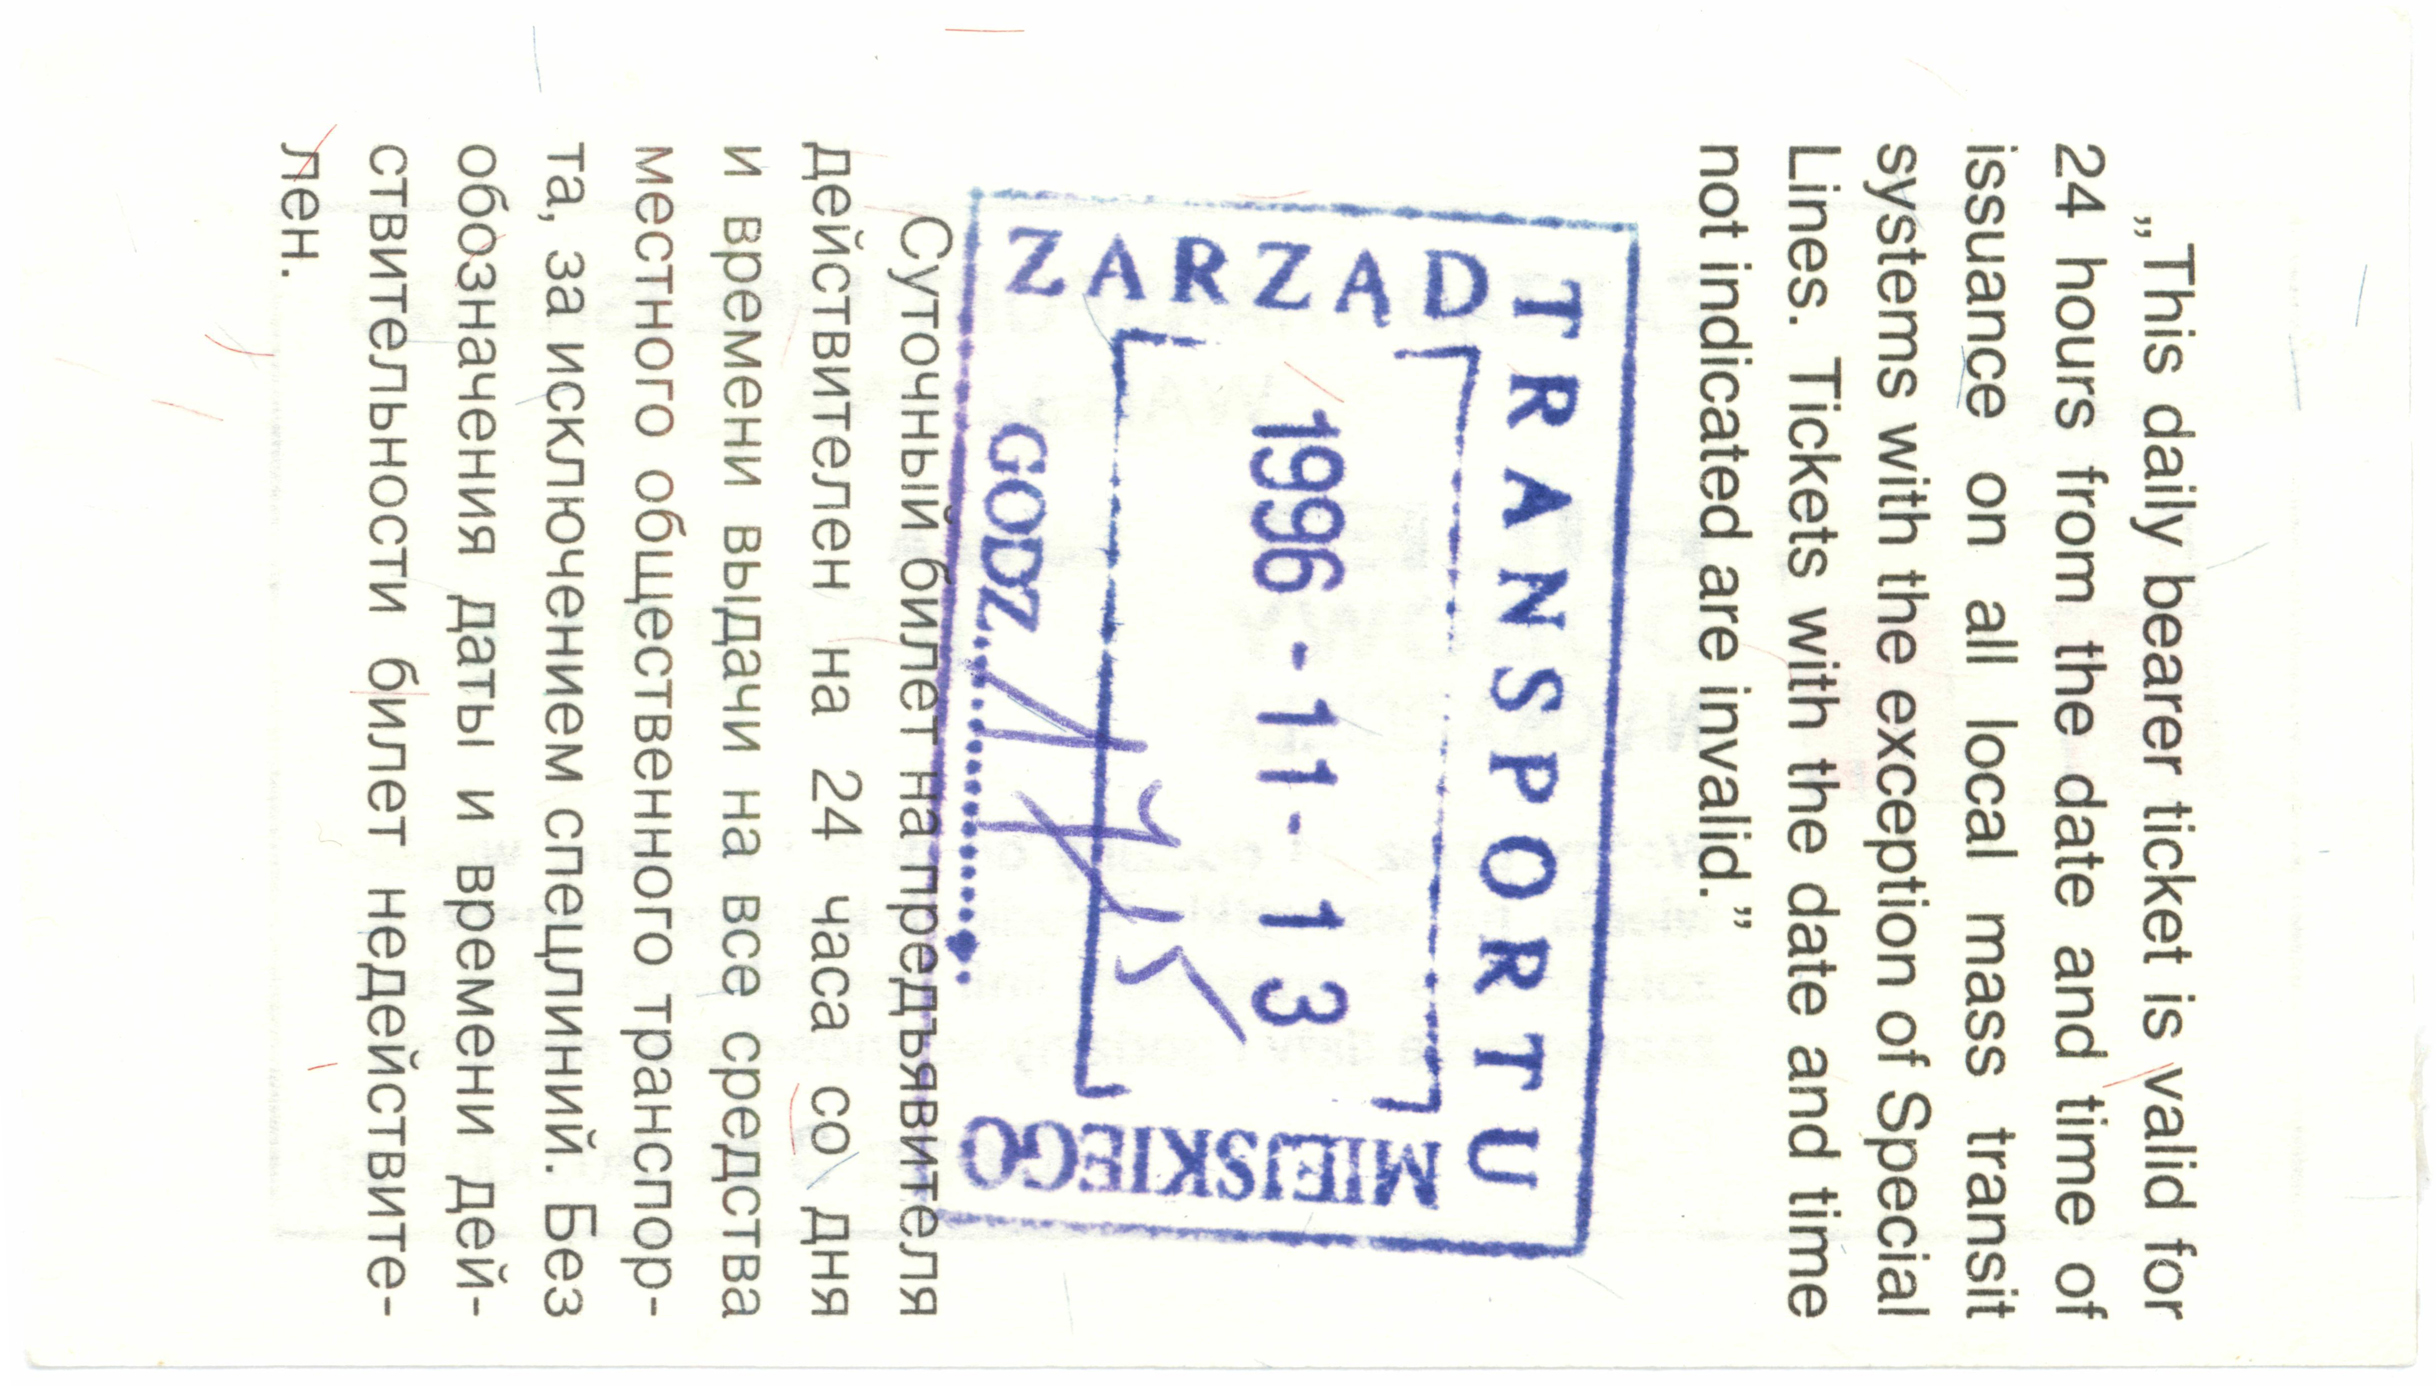 „This daily bearer ticket is valid for
24 hours from the date and time of
issuance on all local mass transit
systems with the exception of Special
Lines. Tickets with the date and time
not indicated are invalid.”
ZARZĄD
TRANSPORTU
MIEJSKIEGO
1996-11-13
GODZ
Суточный билет на предъявителя
действителен на 24 часа со дня
и времени выдачи на все средства
местного общественного транспор-
та, за исключением спецлиний. Без
обозначения даты и времени дей-
ствительности билет недействите-
лен.